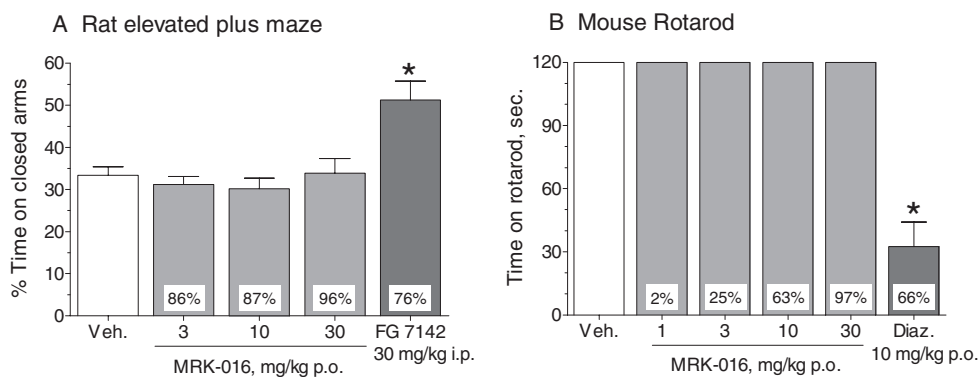 A Rat elevated plus maze
% Time on closed arms
60
50
40
30
20
10
0
*
86%
87%
96%
76%
Veh.
3
10
30
FG 7142
30 mg/kg i.p.
MRK-016, mg/kg p.o.
B Mouse Rotarod
Time on rotarod, sec.
120
90
60
30
0
*
2%
25%
63%
97%
66%
Veh.
1
3
10
30
Diaz.
10 mg/kg p.o.
MRK-016, mg/kg p.o.